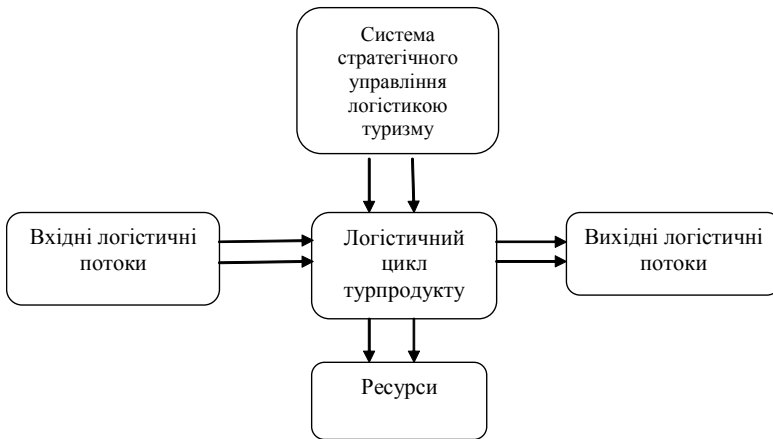 Система
стратегічного
управління
логістикою
туризму
Вхідні логістичні
потоки
Логістичний
цикл
турпродукту
Вихідні логістичні
потоки
Ресурси